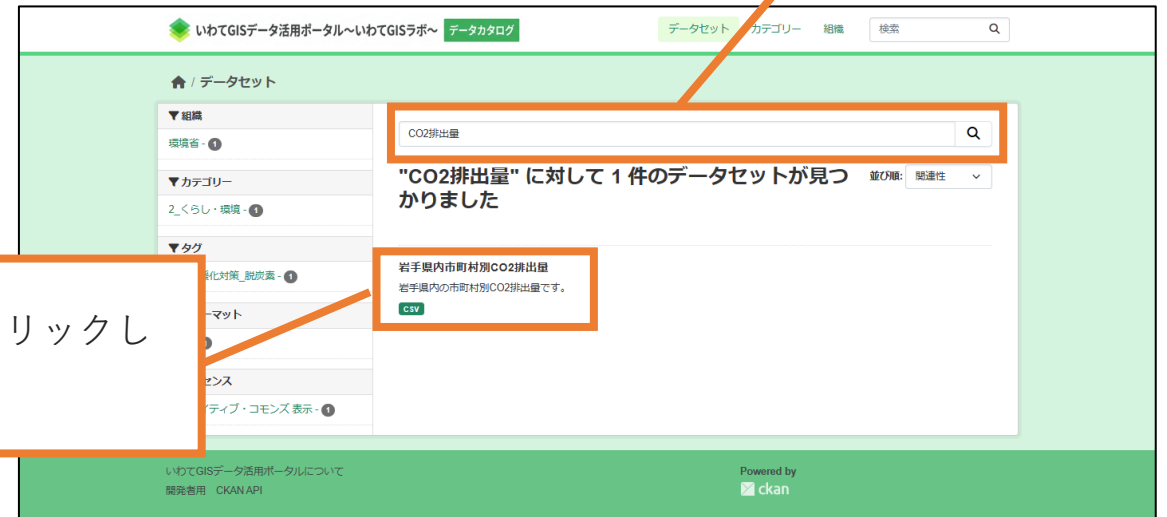 いわてGISデータ活用ポータル～いわてGISラボ～ データカタログ
データセット カテゴリー 組織 検索
/ データセット
▼組織
環境省 - 1
▼カテゴリー
2_くらし・環境 - 1
▼タグ
化対策_脱炭素 - 1
ーマット
センス
ティブ・コモンズ 表示 - 1
CO2排出量
"CO2排出量" に対して 1 件のデータセットが見つ
かりました
並び順: 関連性
岩手県内市町村別CO2排出量
岩手県内の市町村別CO2排出量です。
CSV
リックし
いわてGISデータ活用ポータルについて
開発者用 CKAN API
Powered by
ckan